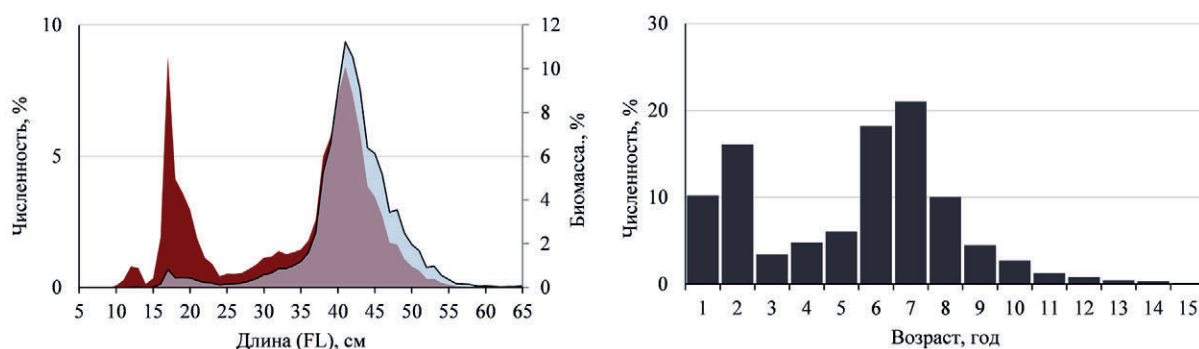 10
5
0
Численность, %
12
10
8
6
4
2
0
Биомасса., %
5 10 15 20 25 30 35 40 45 50 55 60 65
Длина (FL), см
30
20
10
0
Численность, %
1 2 3 4 5 6 7 8 9 10 11 12 13 14 15
Возраст, год